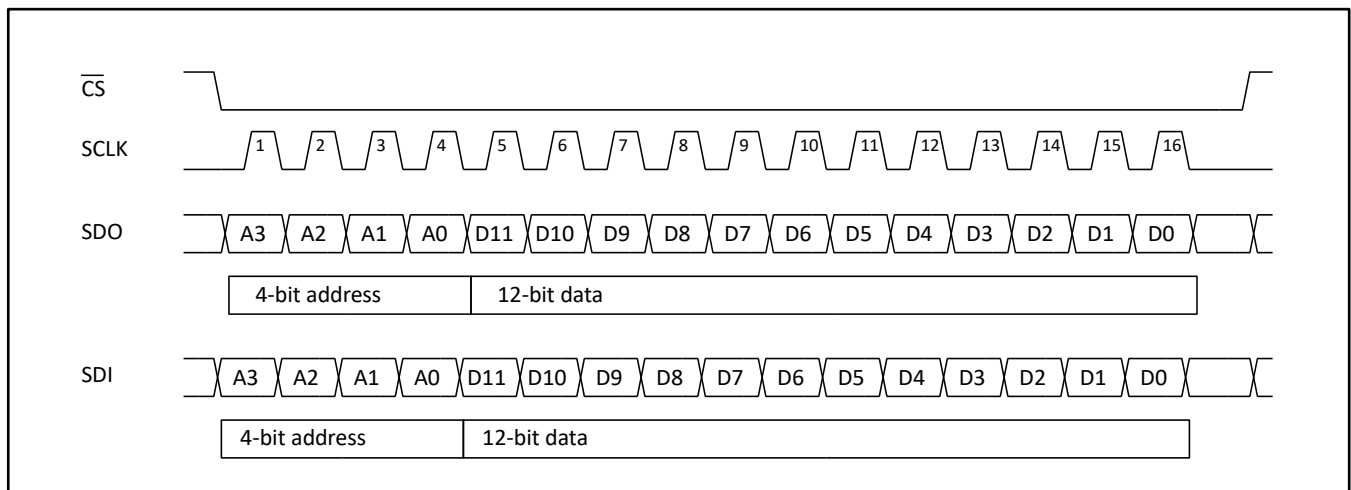 CS
SCLK 1 2 3 4 5 6 7 8 9 10 11 12 13 14 15 16
SDO A3 A2 A1 A0 D11 D10 D9 D8 D7 D6 D5 D4 D3 D2 D1 D0
4-bit address 12-bit data
SDI A3 A2 A1 A0 D11 D10 D9 D8 D7 D6 D5 D4 D3 D2 D1 D0
4-bit address 12-bit data